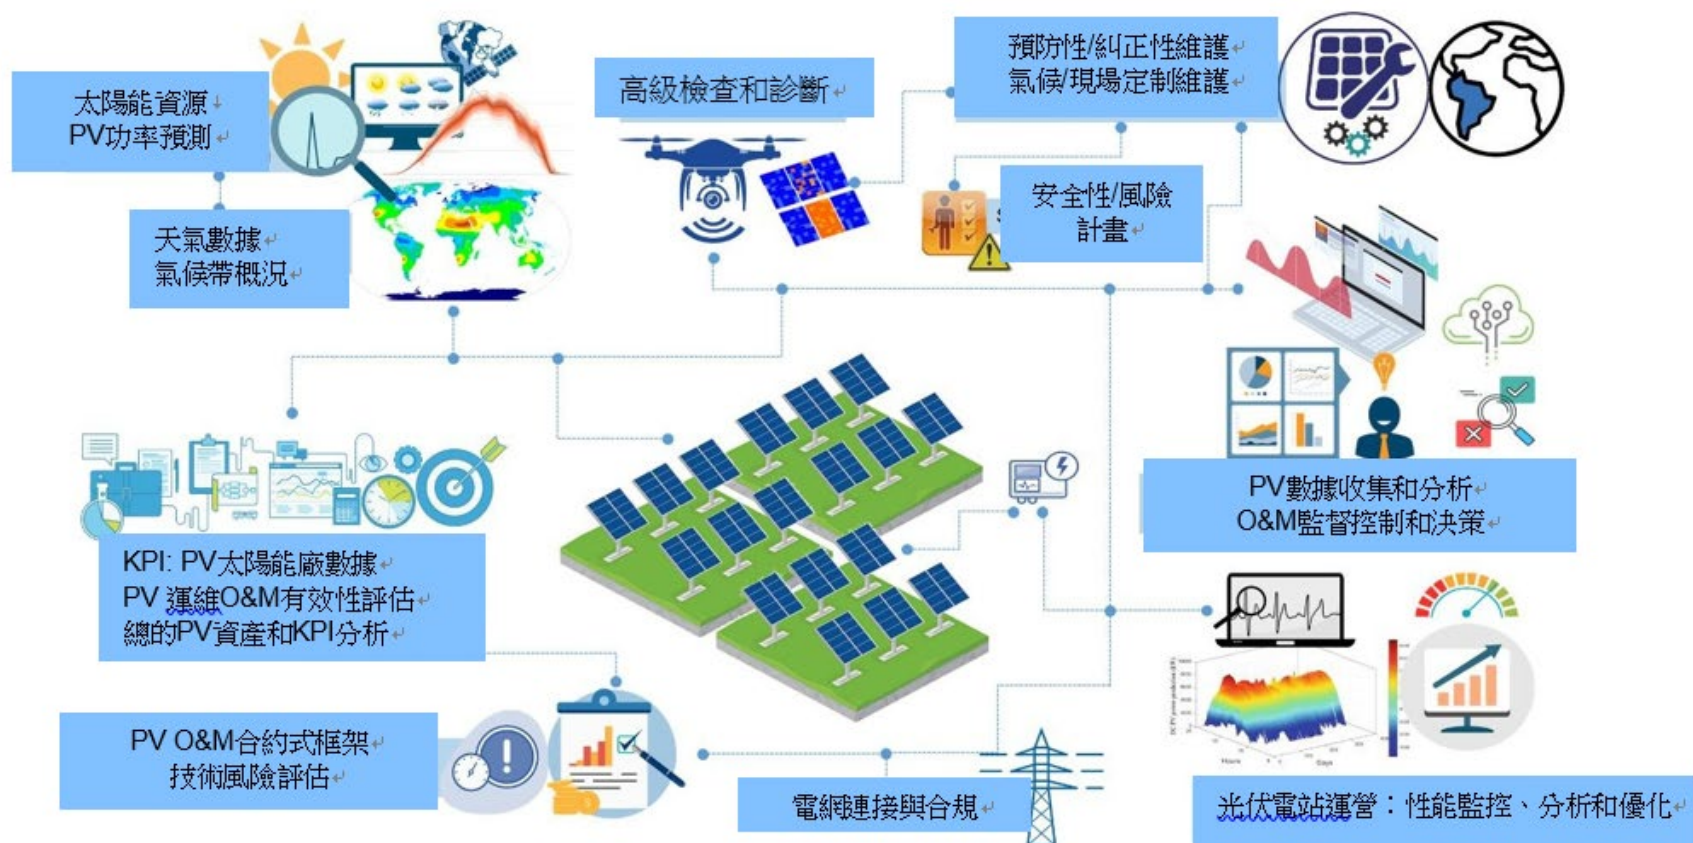 太陽能資源
PV功率預測
天氣數據
氣候帶概況
高級檢查和診斷
預防性/糾正性維護
氣候/現場定制維護
安全性/風險
計畫
PV數據收集和分析
O&M監督控制和決策
KPI: PV太陽能廠數據
PV 運維O&M有效性評估
總的PV資產和KPI分析
PV O&M合約式框架
技術風險評估
電網連接與合規
Hours
Days
光伏電站運營：性能監控、分析和優化